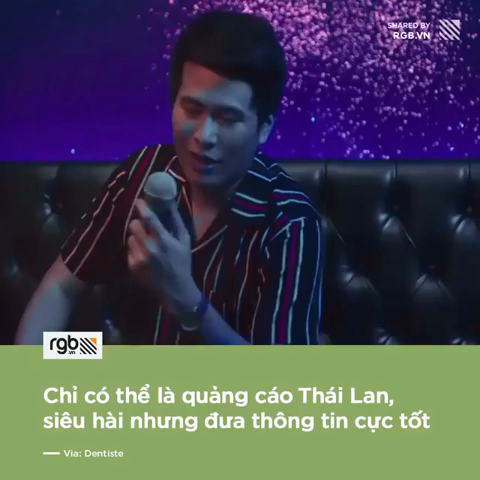 SHARED BY
RGB.VN
rgb
.vn
Chỉ có thể là quảng cáo Thái Lan,
siêu hài nhưng đưa thông tin cực tốt
Via: Dentiste